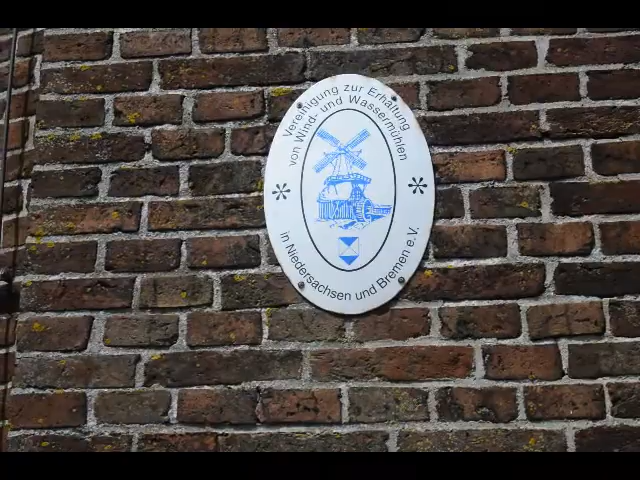 Vereinigung zur Erhaltung
von Wind- und Wassermühlen
in Niedersachsen und Bremen e.V.